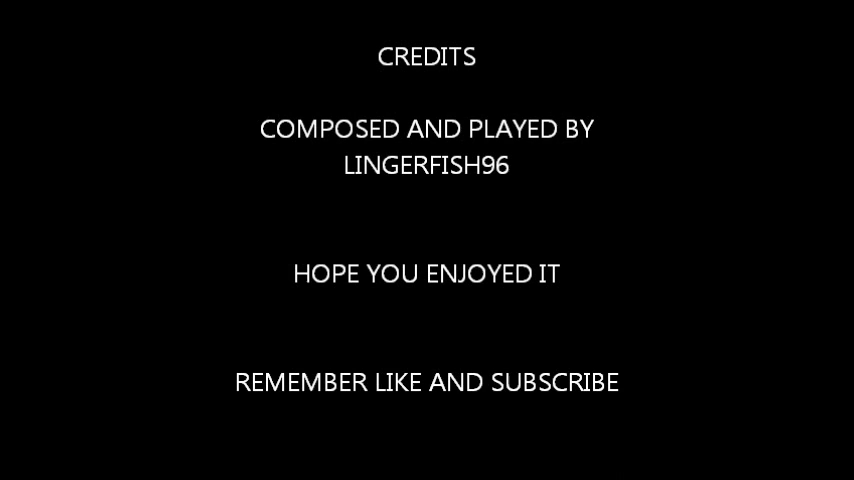 CREDITS
COMPOSED AND PLAYED BY
LINGERFISH96
HOPE YOU ENJOYED IT
REMEMBER LIKE AND SUBSCRIBE